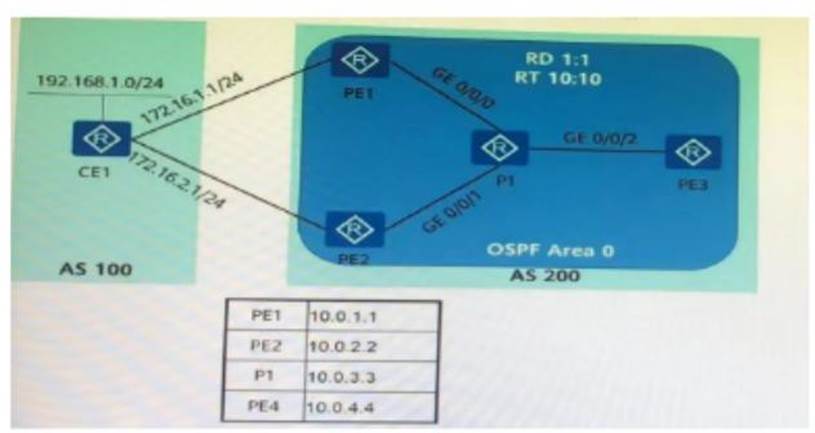 192.168.1.0/24
172.16.1.1/24
R
PE1
GE 0/0/0
RD 1:1
RT 10:10
R
CE1
172.16.2.1/24
R
P1
GE 0/0/2
R
PE3
R
PE2
GE 0/0/1
OSPF Area 0
AS 100
AS 200
PE1 10.0.1.1
PE2 10.0.2.2
P1 10.0.3.3
PE4 10.0.4.4